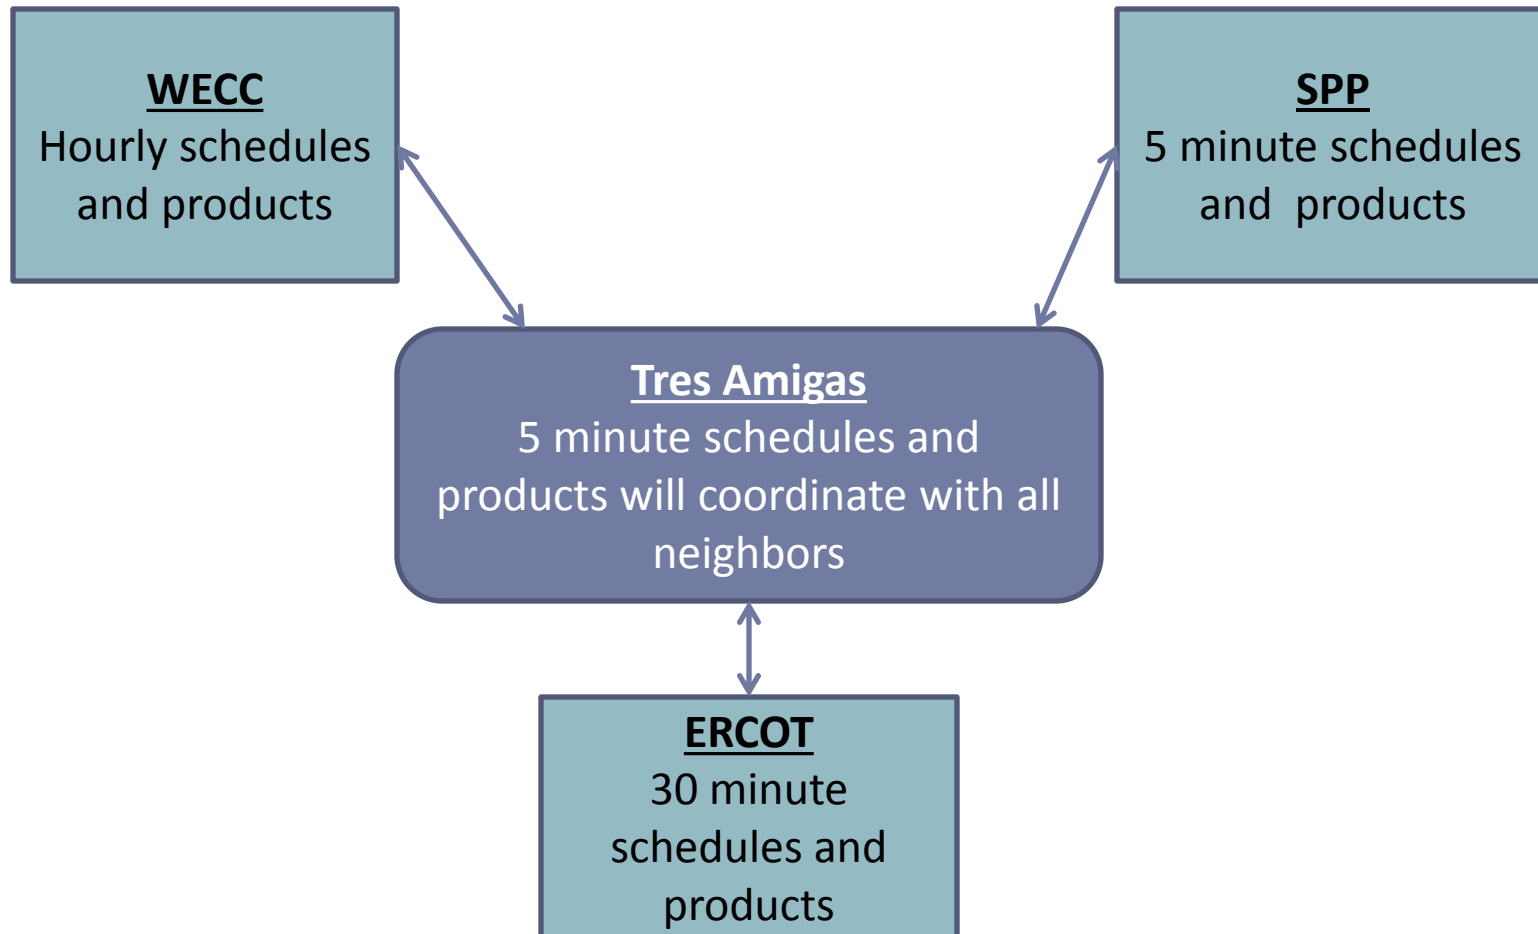 WECC
Hourly schedules
and products
SPP
5 minute schedules
and products
Tres Amigas
5 minute schedules and
products will coordinate with all
neighbors
ERCOT
30 minute
schedules and
products